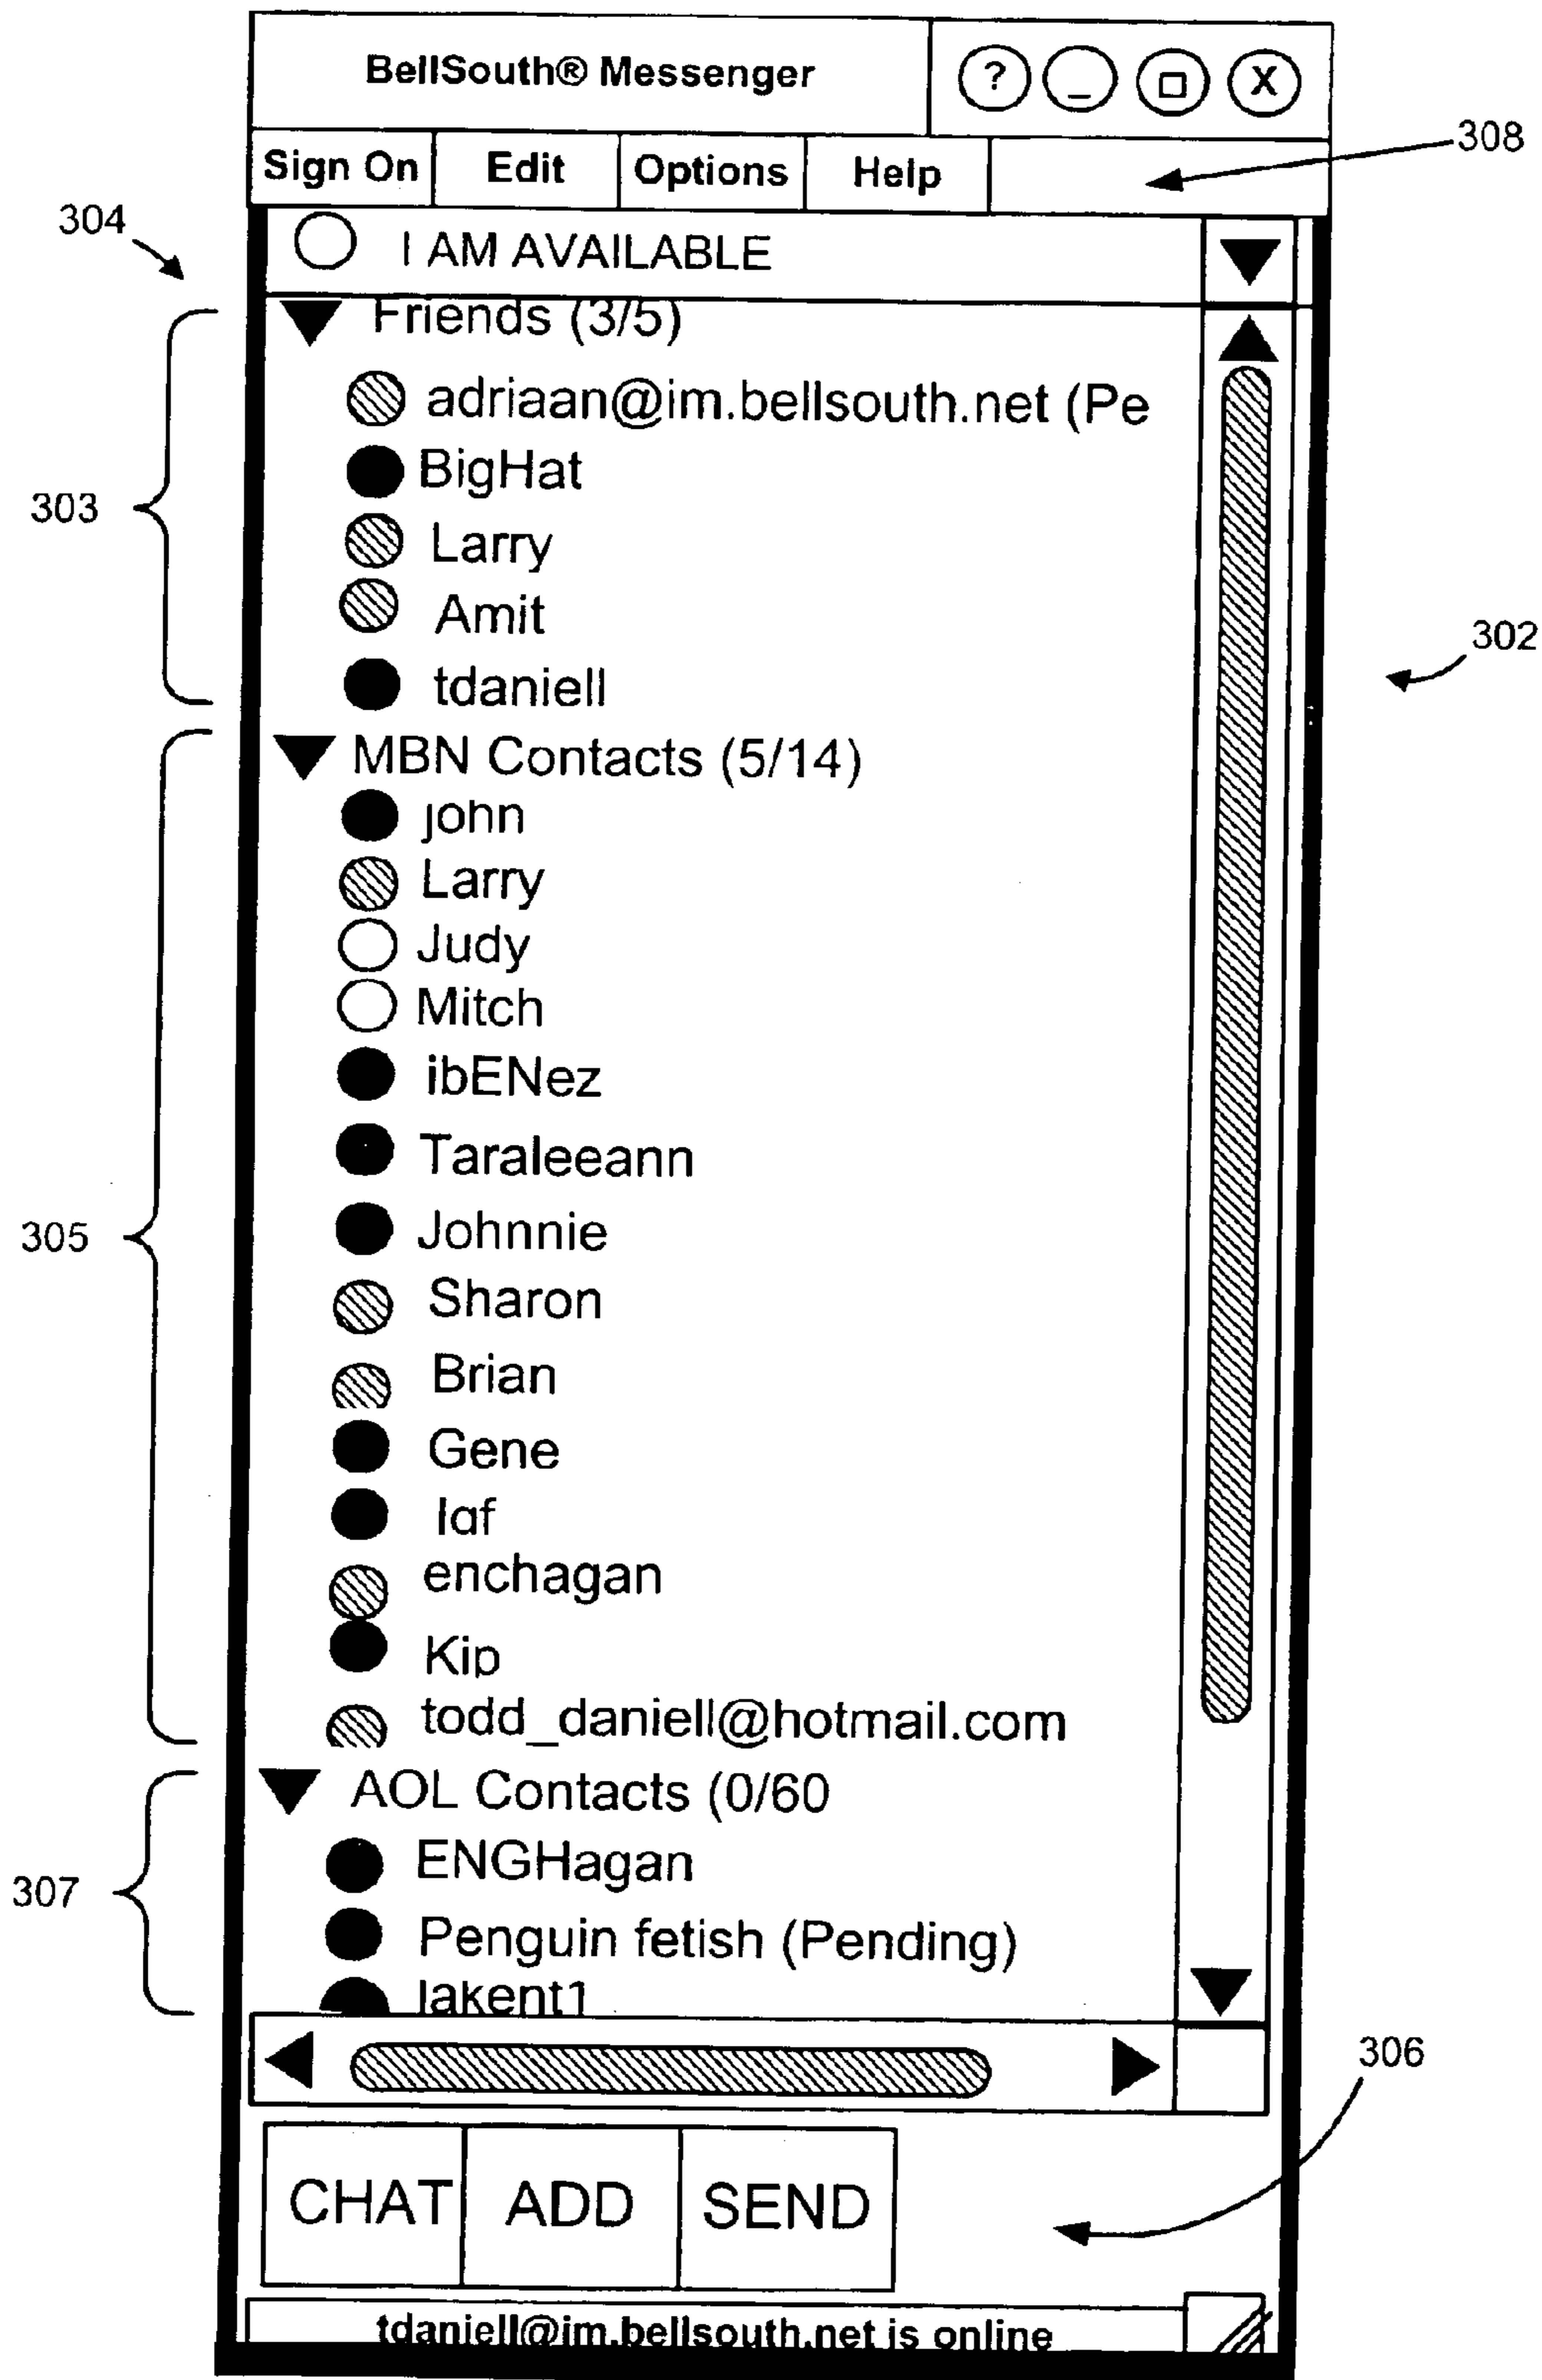 BellSouth® Messenger ? _ X
Sign On Edit Options Help
308
304
I AM AVAILABLE
Friends (3/5)
adriaan@im.bellsouth.net (Pe
BigHat
303
Larry
Amit
302
tdaniell
MBN Contacts (5/14)
john
Larry
Judy
Mitch
ibENez
Taraleeann
305
Johnnie
Sharon
Brian
Gene
enchagan
Kip
todd_daniell@hotmail.com
AOL Contacts (0/60
ENGHagan
307
Penguin fetish (Pending)
lakent1
306
CHAT ADD SEND
tdaniell@im.bellsouth.net is online